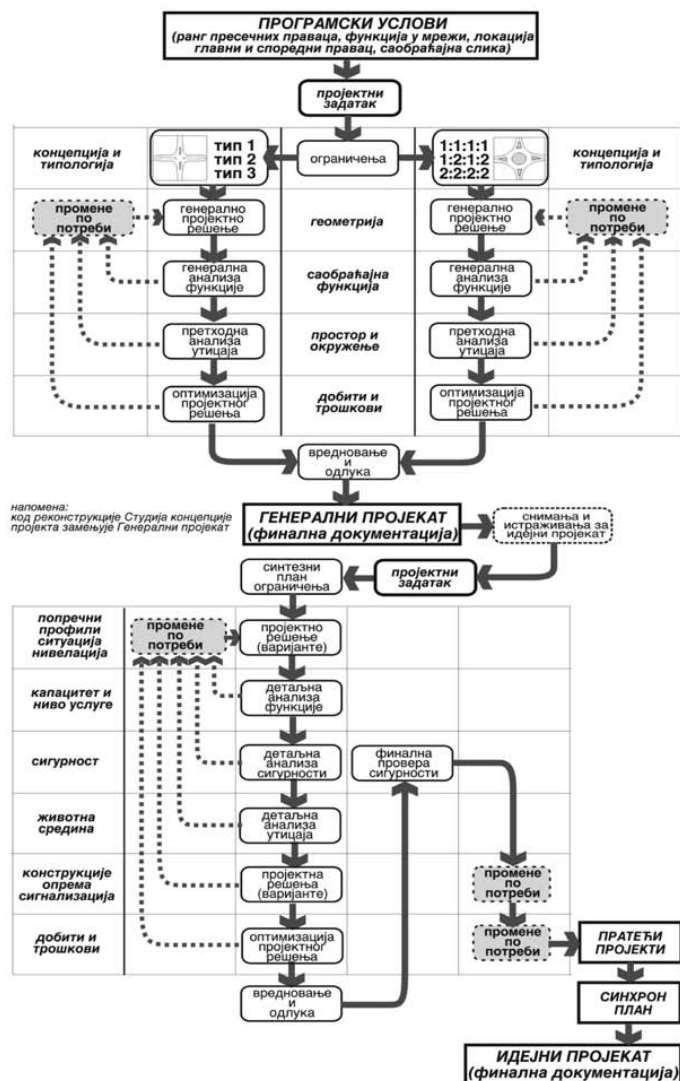 ПРОГРАМСКИ УСЛОВИ
(ранг пресечних праваца, функција у мрежи, локација
главни и споредни правац, саобраћајна слика)
пројектни
задатак
концепција и
типологија
тип 1
тип 2
тип 3
ограничења
1:1:1:1
1:2:1:2
2:2:2:2
концепција и
типологија
промене
по
потреби
генерално
пројектно
решење
геометрија
генерално
пројектно
решење
промене
по
потреби
генерална
анализа
функције
саобраћајна
функција
генерална
анализа
функције
претходна
анализа
утицаја
простор и
окружење
претходна
анализа
утицаја
оптимизација
пројектног
решења
добити и
трошкови
оптимизација
пројектног
решења
вредновање
и
одлука
напомена:
код реконструкције Студија концепције
пројекта замењује Генерални пројекат
ГЕНЕРАЛНИ ПРОЈЕКАТ
(финална документација)
снимања и
истраживања за
идејни пројекат
синтезни
план
ограничења
пројектни
задатак
попречни
профили
ситуација
нивелација
промене
по
потреби
пројектно
решење
(варијанте)
капацитет и
ниво услуге
детаљна
анализа
функције
сигурност
детаљна
анализа
сигурности
финална
провера
сигурности
животна
средина
детаљна
анализа
утицаја
конструкције
опрема
сигнализација
пројектна
решења
(варијанте)
промене
по
потреби
добити и
трошкови
оптимизација
пројектног
решења
промене
по
потреби
ПРАТЕЋИ
ПРОЈЕКТИ
вредновање
и
одлука
СИНХРОН
ПЛАН
ИДЕЈНИ ПРОЈЕКАТ
(финална документација)